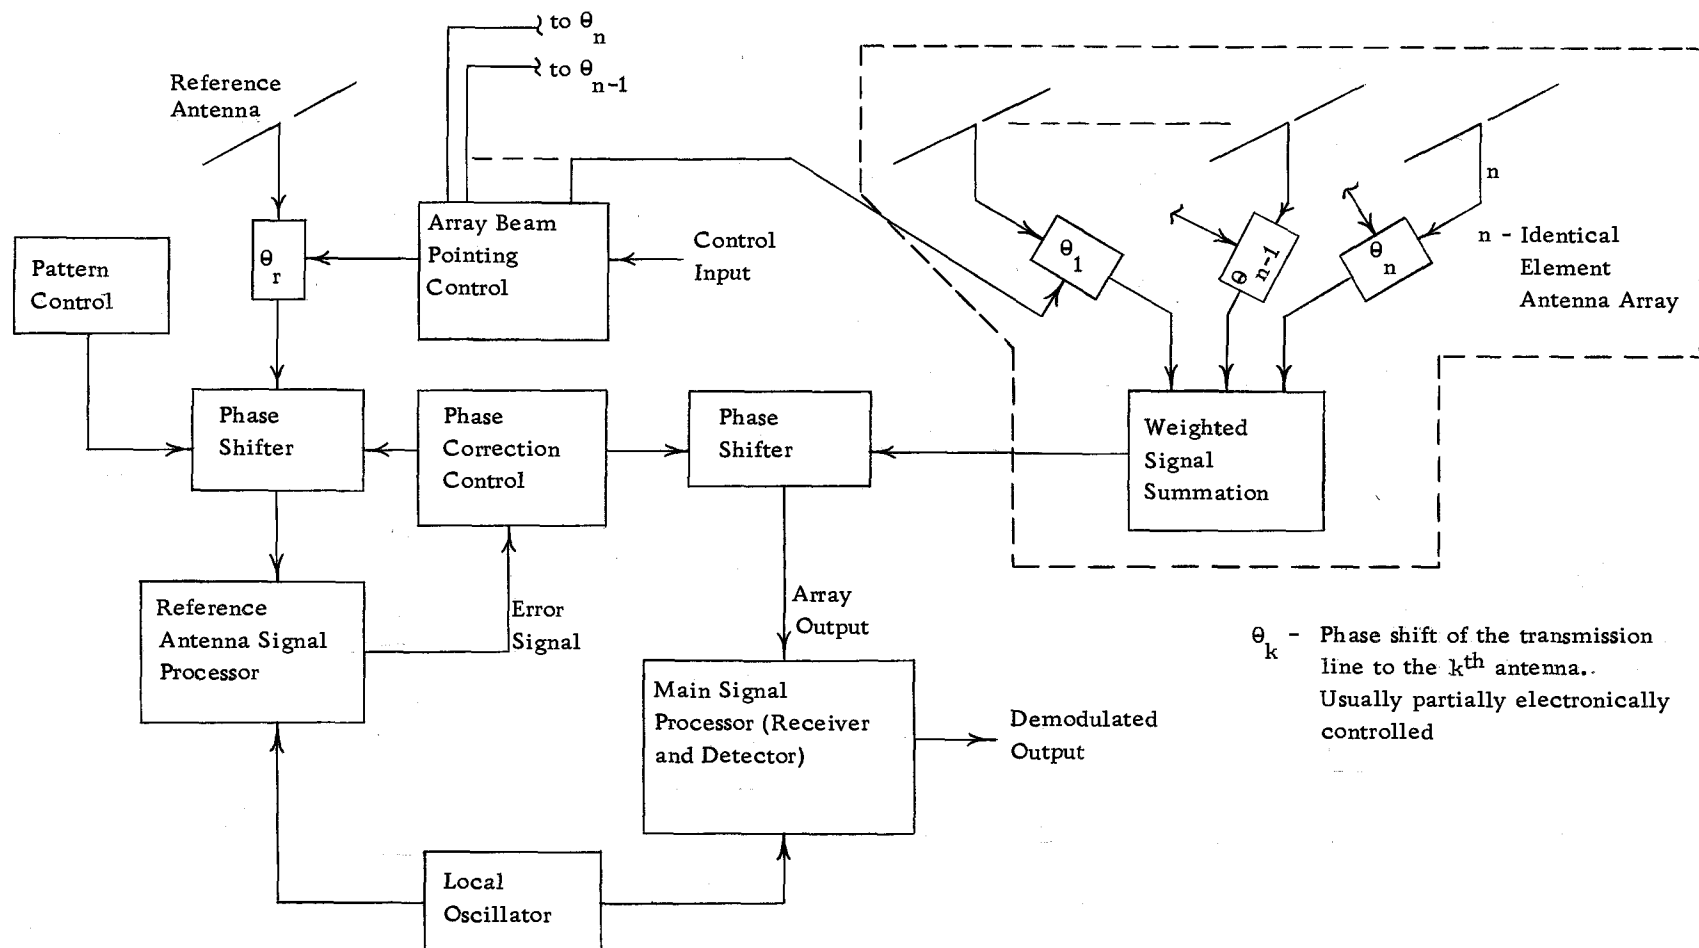 to θn
to θn-1
Reference
Antenna
θr
Array Beam
Pointing
Control
Control
Input
Pattern
Control
θ1
θn-1
θn
n
n - Identical
Element
Antenna Array
Phase
Shifter
Phase
Correction
Control
Phase
Shifter
Weighted
Signal
Summation
Reference
Antenna Signal
Processor
Error
Signal
Array
Output
Main Signal
Processor (Receiver
and Detector)
Demodulated
Output
θk - Phase shift of the transmission
line to the kth antenna..
Usually partially electronically
controlled
Local
Oscillator